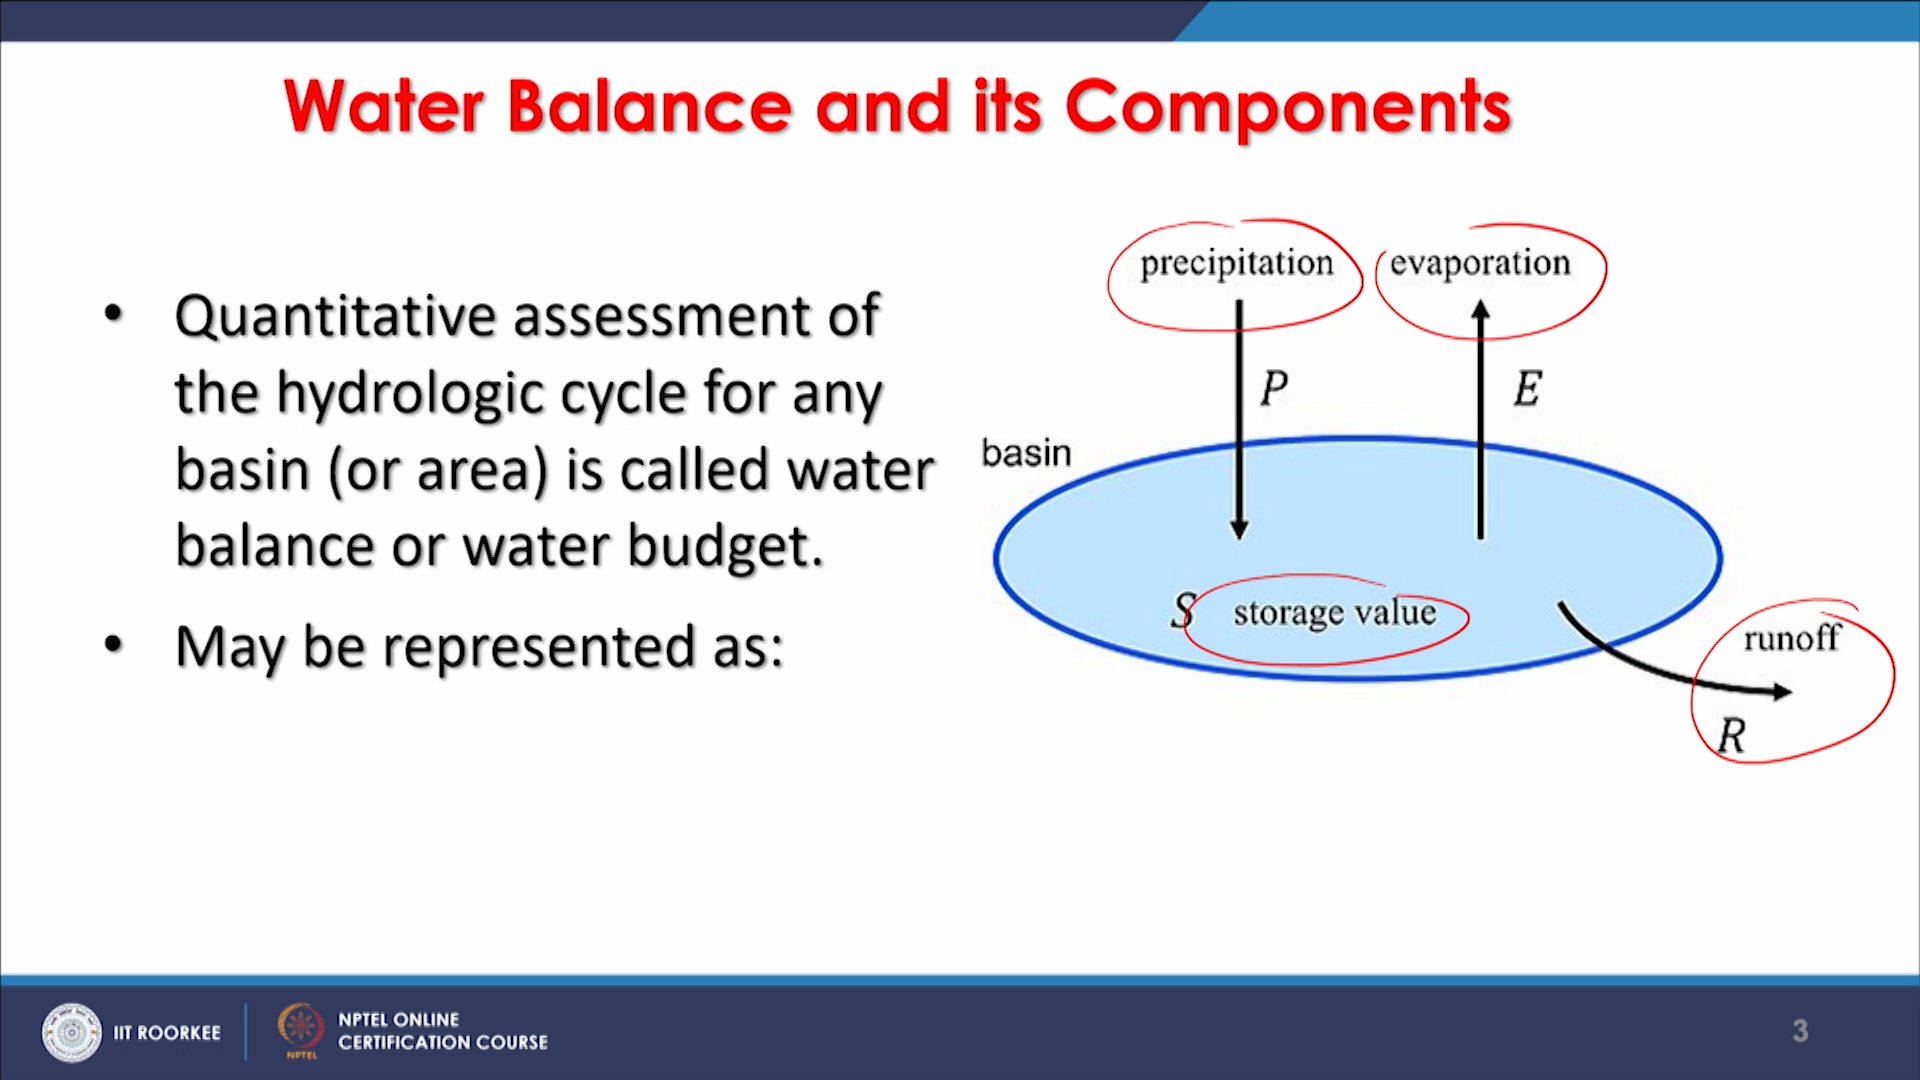 Water Balance and its Components
• Quantitative assessment of
the hydrologic cycle for any
basin (or area) is called water
balance or water budget.
• May be represented as:
precipitation
evaporation
P
E
basin
S storage value
runoff
R
IIT ROORKEE
NPTEL
NPTEL ONLINE
CERTIFICATION COURSE
3